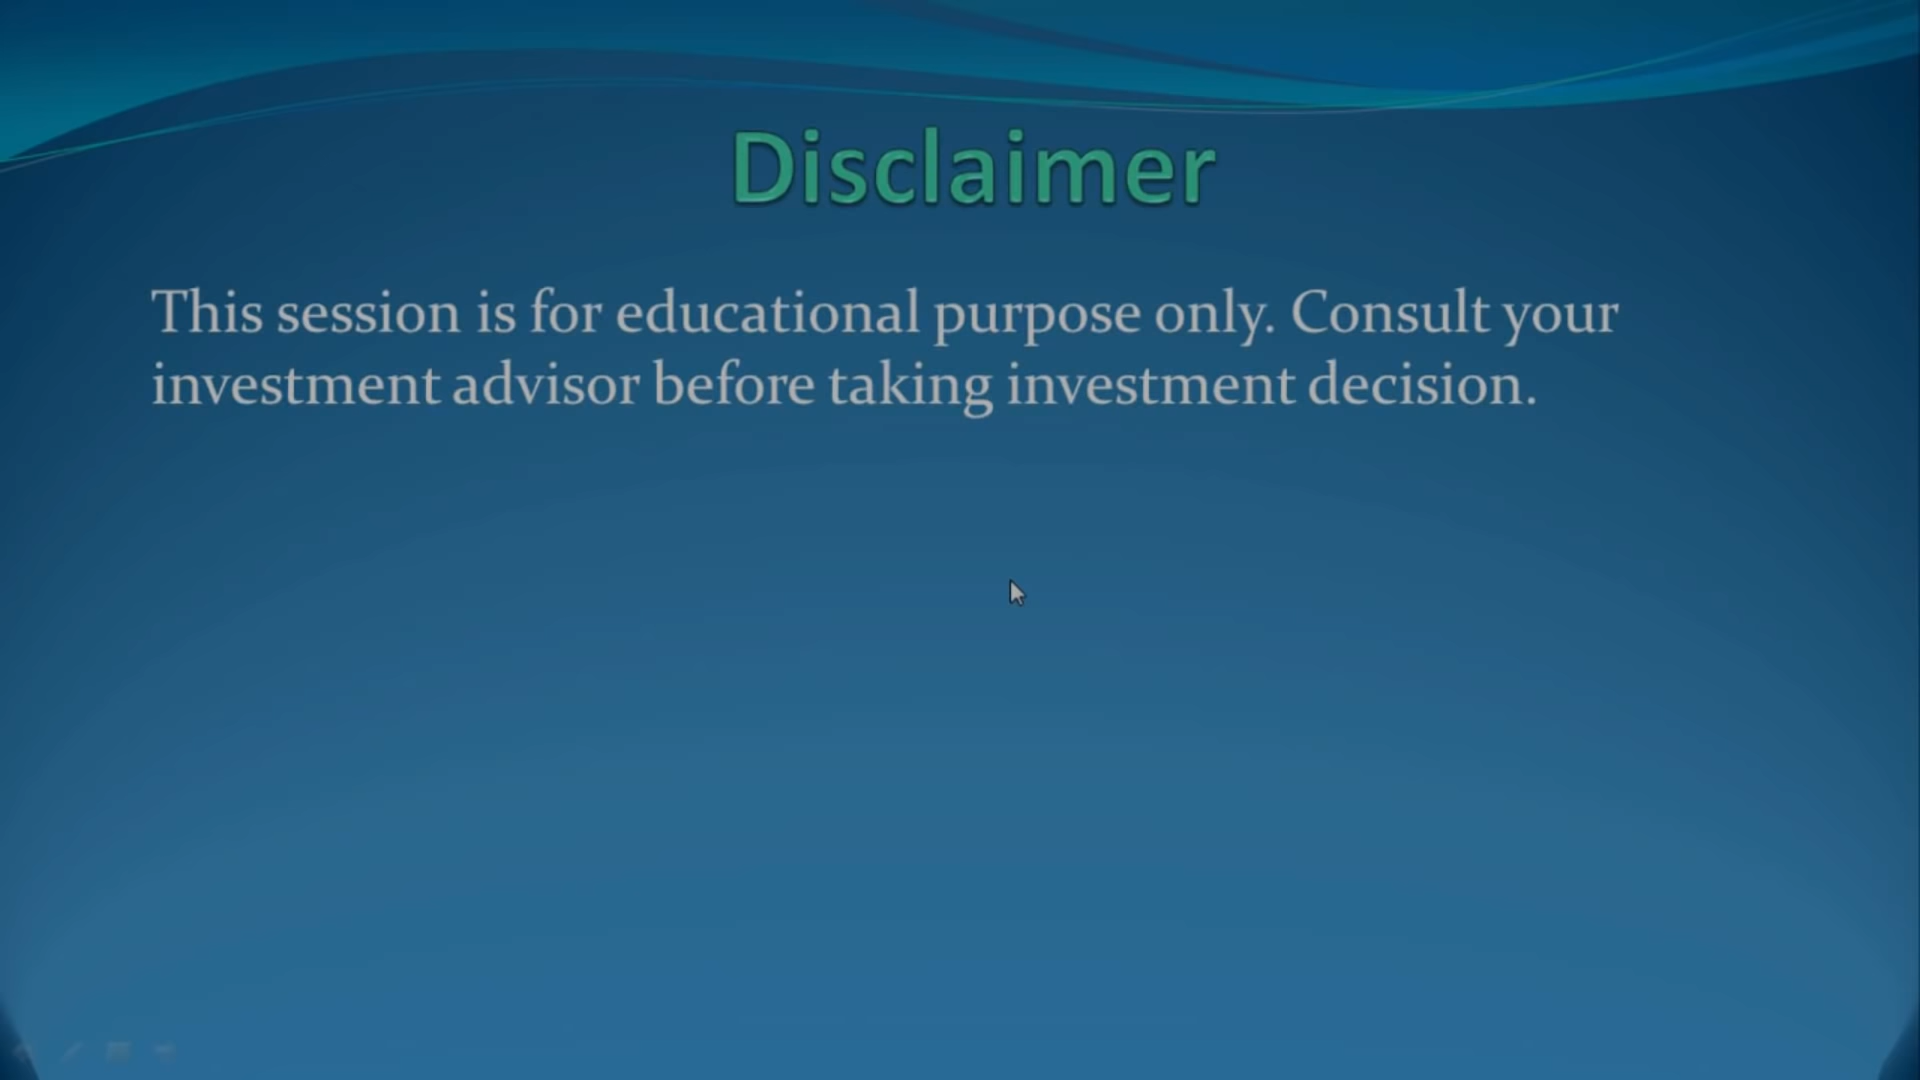 Disclaimer
This session is for educational purpose only. Consult your
investment advisor before taking investment decision.